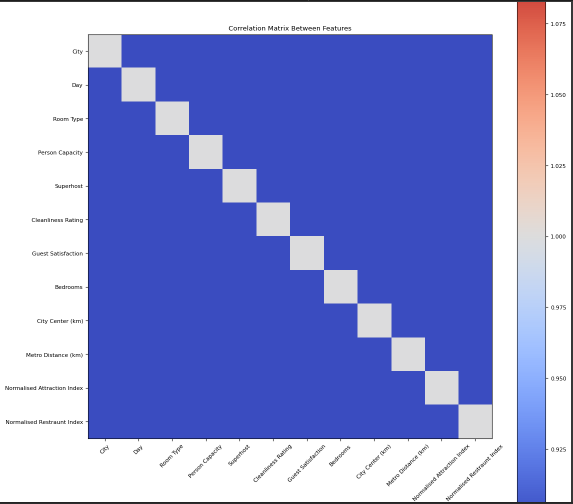 Correlation Matrix Between Features
City
Day
Room Type
Person Capacity
Superhost
Cleanliness Rating
Guest Satisfaction
Bedrooms
City Center (km)
Metro Distance (km)
Normalised Attraction Index
Normalised Restraunt Index
City
Day
Room Type
Person Capacity
Superhost
Cleanliness Rating
Guest Satisfaction
Bedrooms
City Center (km)
Metro Distance (km)
Normalised Attraction Index
Normalised Restraunt Index
1.075
1.050
1.025
1.000
0.975
0.950
0.925